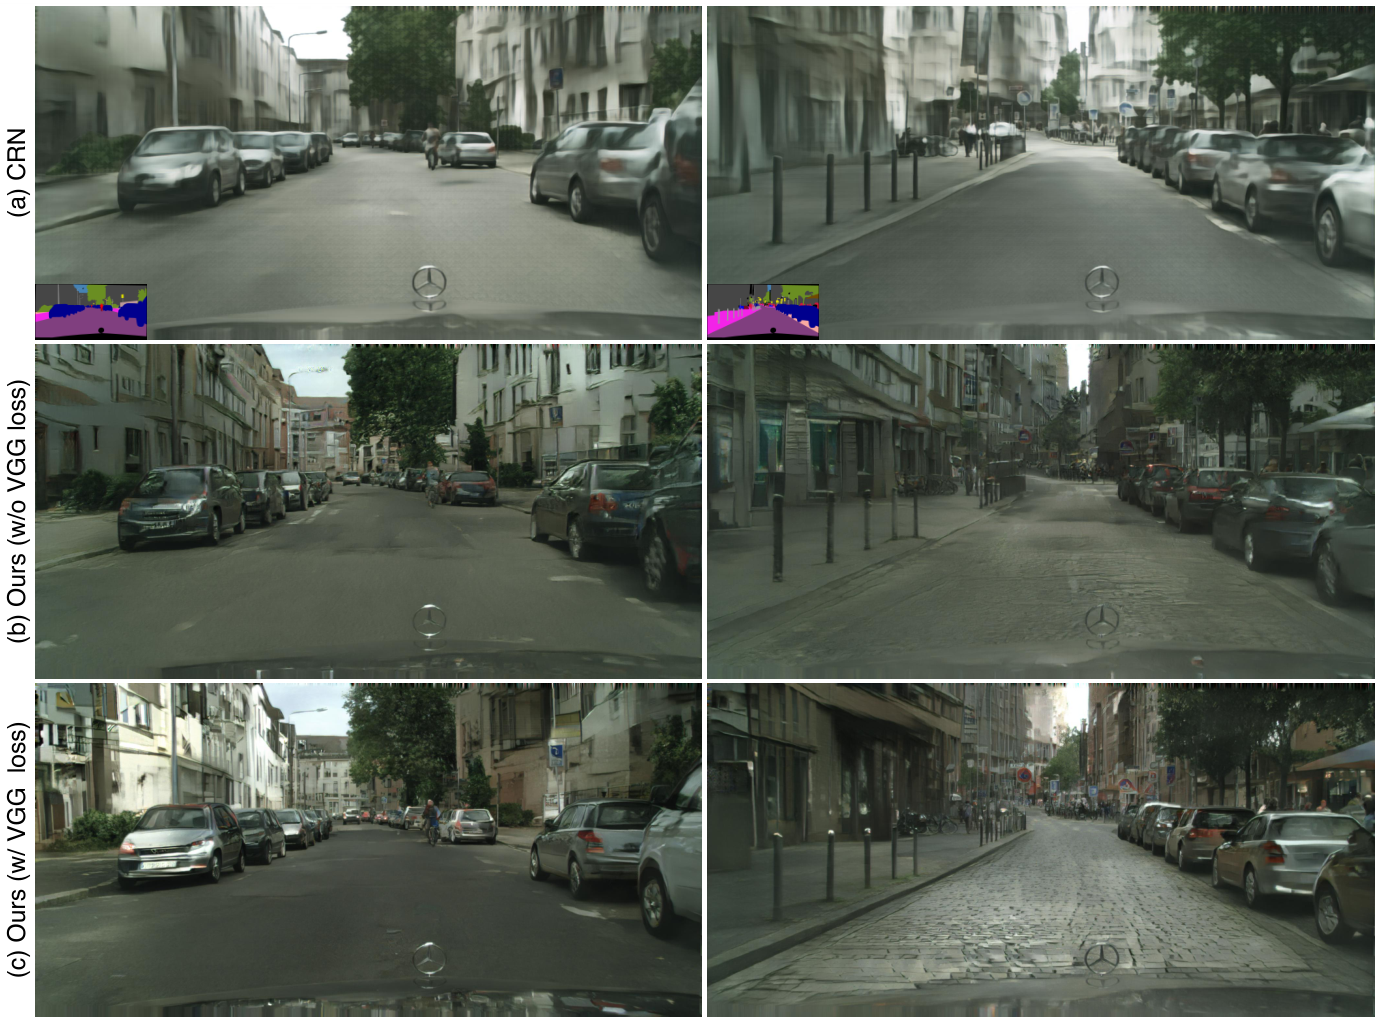 (a) CRN
(b) Ours (w/o VGG loss)
(c) Ours (w/ VGG loss)